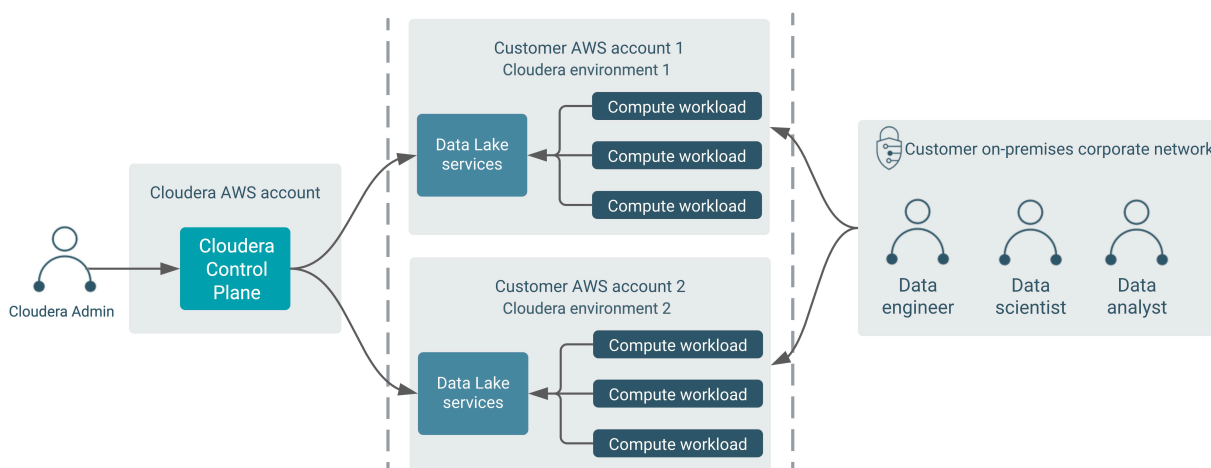 Cloudera Admin
Cloudera AWS account
Cloudera
Control
Plane
Customer AWS account 1
Cloudera environment 1
Data Lake
services
Compute workload
Compute workload
Compute workload
Customer AWS account 2
Cloudera environment 2
Data Lake
services
Compute workload
Compute workload
Compute workload
Customer on-premises corporate network
Data
engineer
Data
scientist
Data
analyst